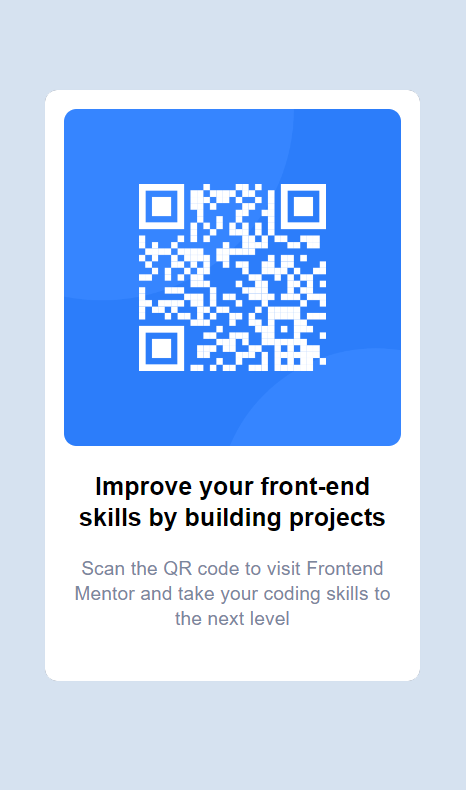 Improve your front-end
skills by building projects
Scan the QR code to visit Frontend
Mentor and take your coding skills to
the next level